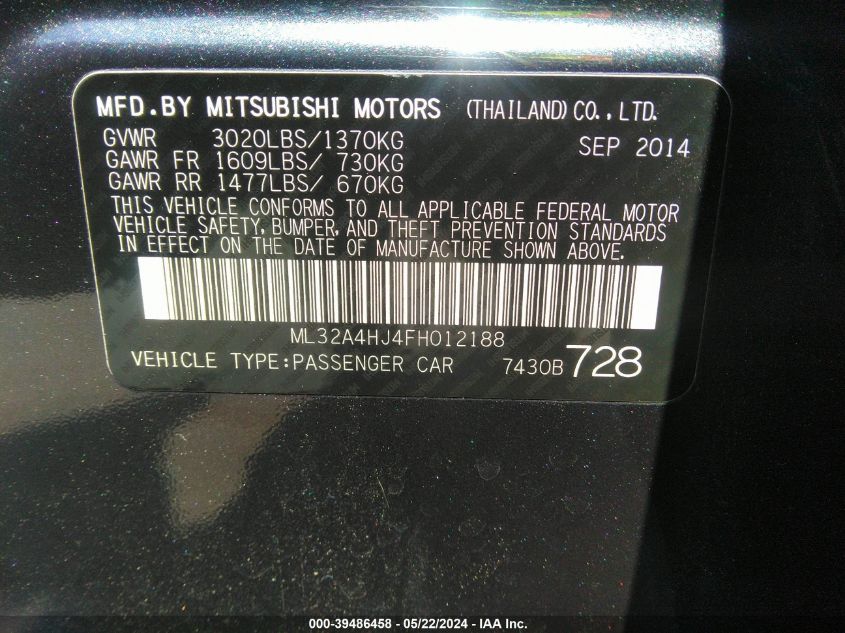 MFD.BY MITSUBISHI MOTORS (THAILAND) CO., LTD.
GVWR 3020LBS/1370KG SEP 2014
GAWR FR 1609LBS/ 730KG
GAWR RR 1477LBS/ 670KG
THIS VEHICLE CONFORMS TO ALL APPLICABLE FEDERAL MOTOR
VEHICLE SAFETY, BUMPER, AND THEFT PREVENTION STANDARDS
IN EFFECT ON THE DATE OF MANUFACTURE SHOWN ABOVE.
ML32A4HJ4FH012188
VEHICLE TYPE:PASSENGER CAR 7430B 728
000-39486458 - 05/22/2024 - IAA Inc.